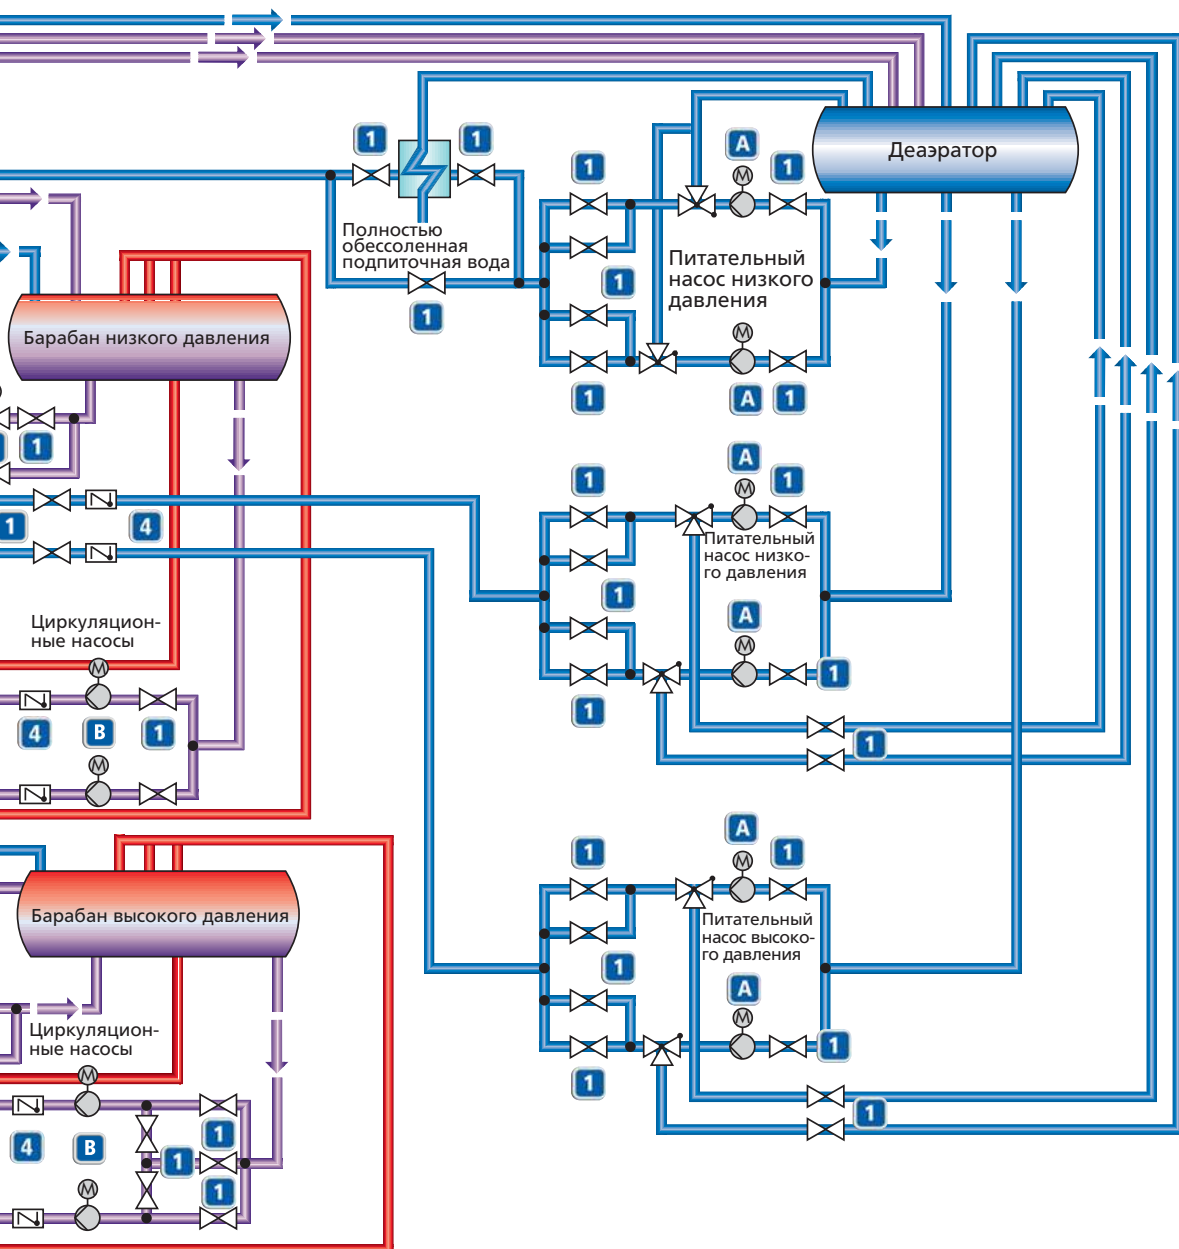 1
1
A
1
1
Деаэратор
M
Полностью
обессоленная
подпиточная вода
Питательный
насос низкого
давления
1
1
M
Барабан низкого давления
1
A
1
1
A
1
1
M
1
4
Питательный
насос низко-
го давления
1
A
M
Циркуляцион-
ные насосы
M
1
4
B
1
1
1
M
A
1
1
M
Барабан высокого давления
Питательный
насос высоко-
го давления
1
A
M
Циркуляцион-
ные насосы
1
M
1
1
4
B
1
1
1
M